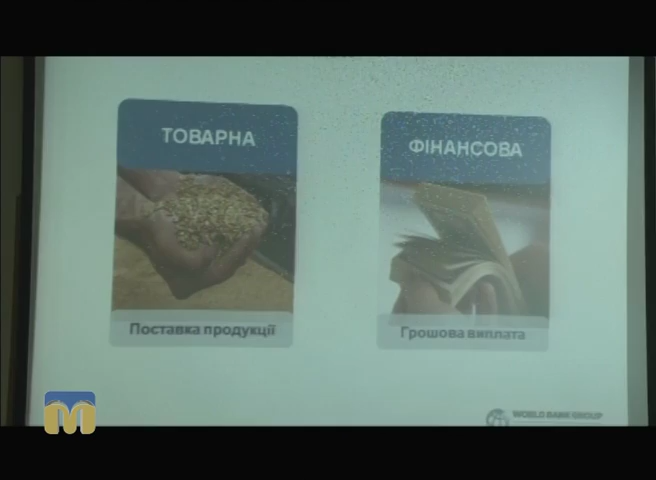 ТОВАРНА
ФІНАНСОВА
Поставка продукції
Грошова виплата
WORLD BANK GROUP